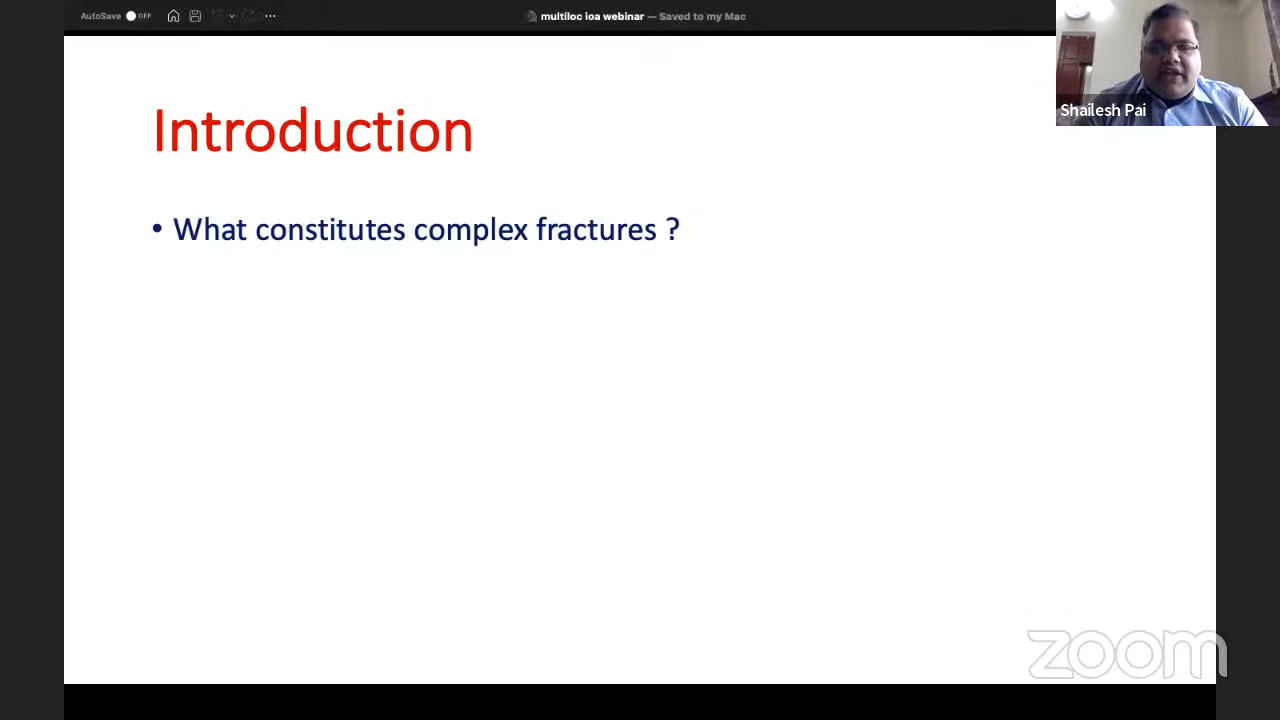 AutoSave OFF
multiloc ioa webinar — Saved to my Mac
Shailesh Pai
Introduction
• What constitutes complex fractures ?
zoom